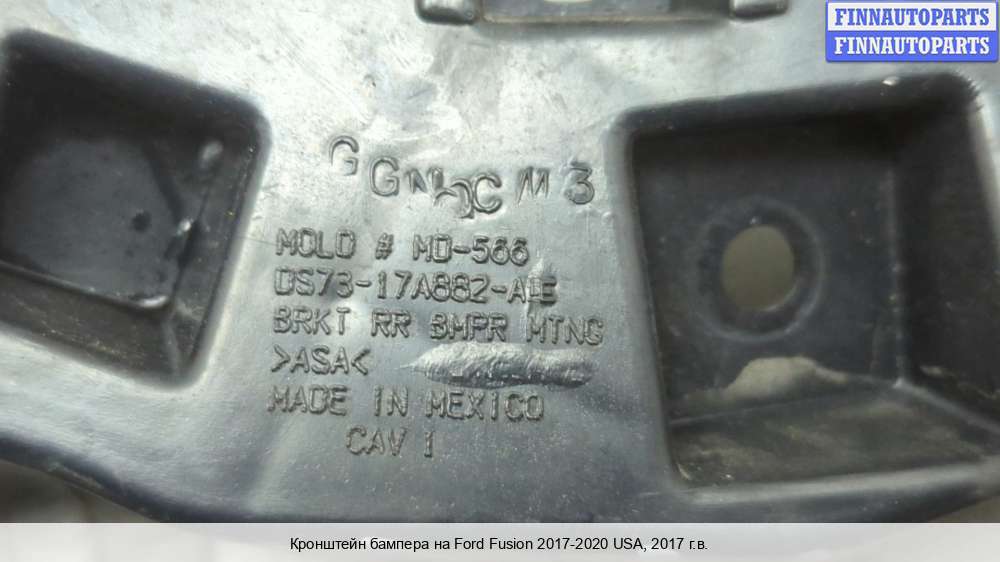 FINNAUTOPARTS
FINNAUTOPARTS
MOLD # MD-566
DS73-17A882-AE
BRKT RR BMPR MTNG
>ASA<
MADE IN MEXICO
CAV 1
Кронштейн бампера на Ford Fusion 2017-2020 USA, 2017 г.в.